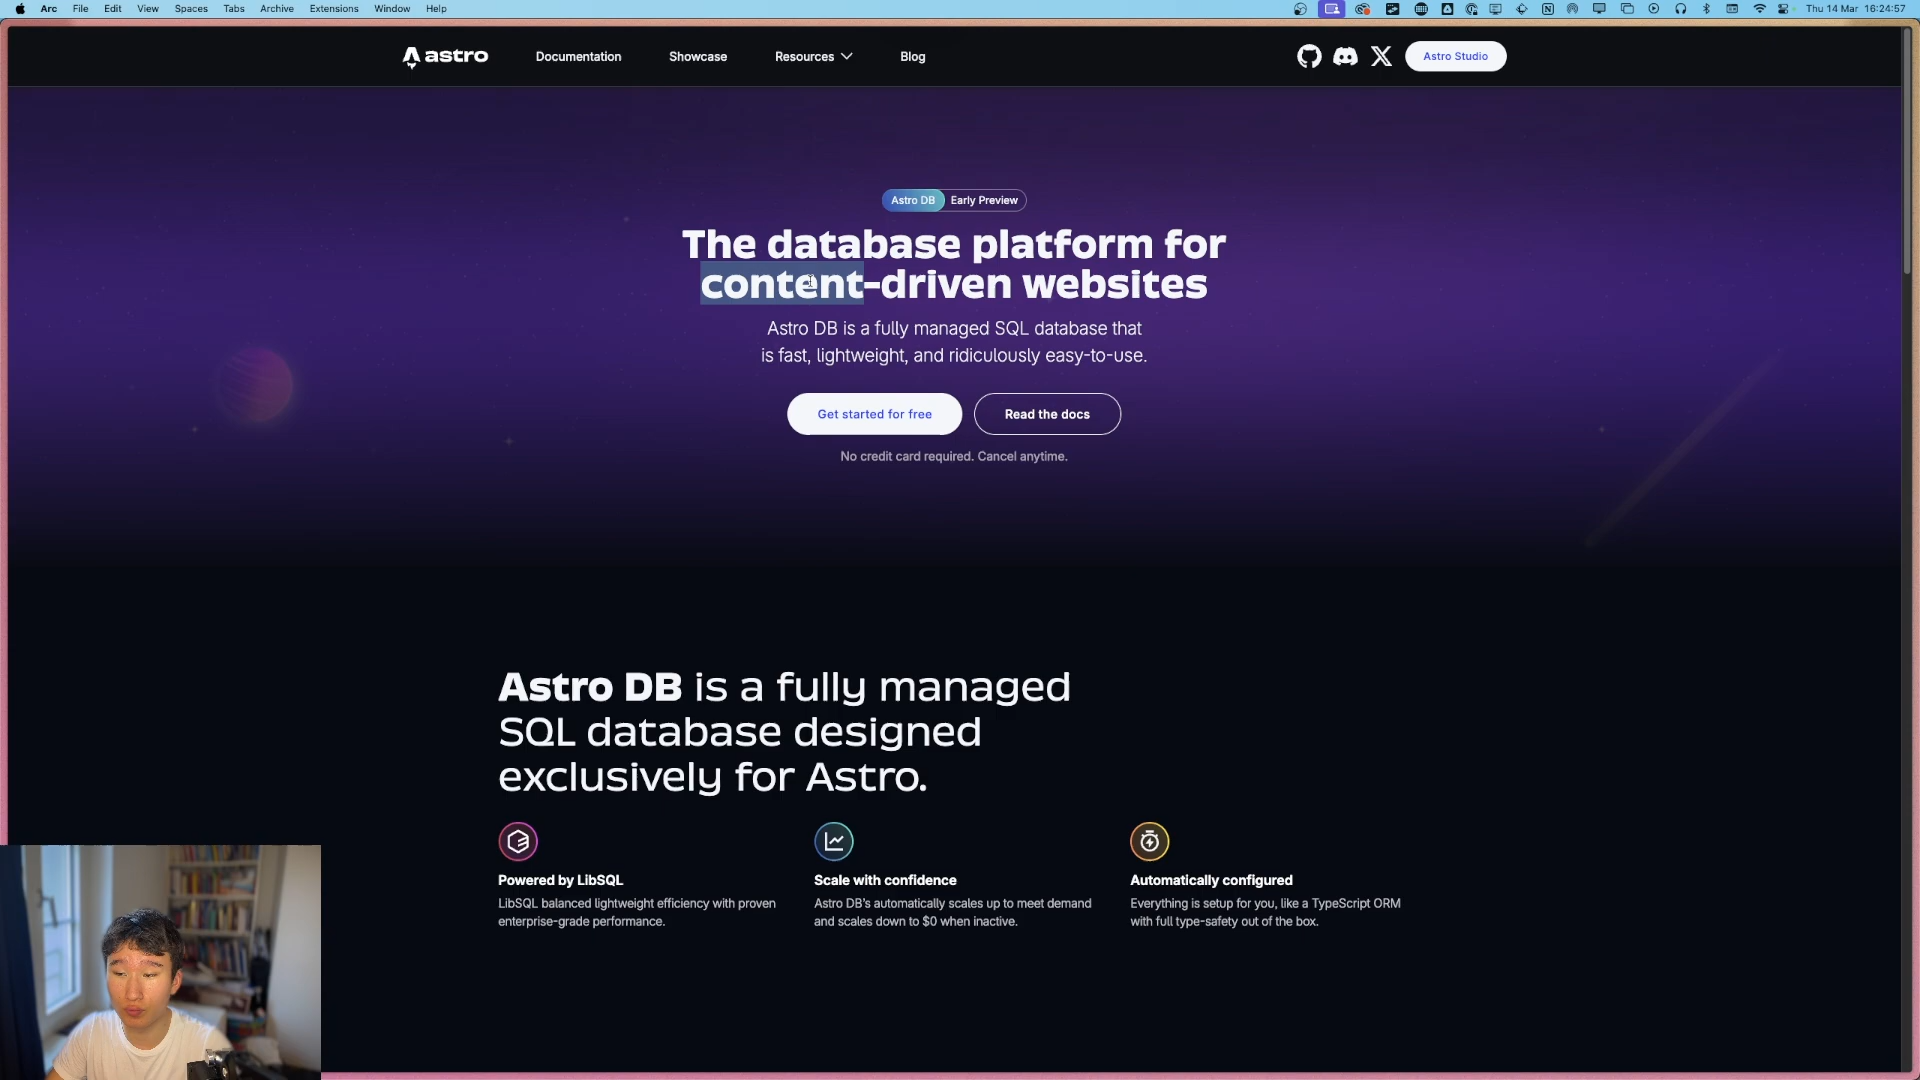 Arc File Edit View Spaces Tabs Archive Extensions Window Help Thu 14 Mar 16:24:57
astro Documentation Showcase Resources Blog Astro Studio
Astro DB Early Preview
The database platform for
content-driven websites
Astro DB is a fully managed SQL database that
is fast, lightweight, and ridiculously easy-to-use.
Get started for free Read the docs
No credit card required. Cancel anytime.
Astro DB is a fully managed
SQL database designed
exclusively for Astro.
Powered by LibSQL
LibSQL balanced lightweight efficiency with proven
enterprise-grade performance.
Scale with confidence
Astro DB's automatically scales up to meet demand
and scales down to $0 when inactive.
Automatically configured
Everything is setup for you, like a TypeScript ORM
with full type-safety out of the box.